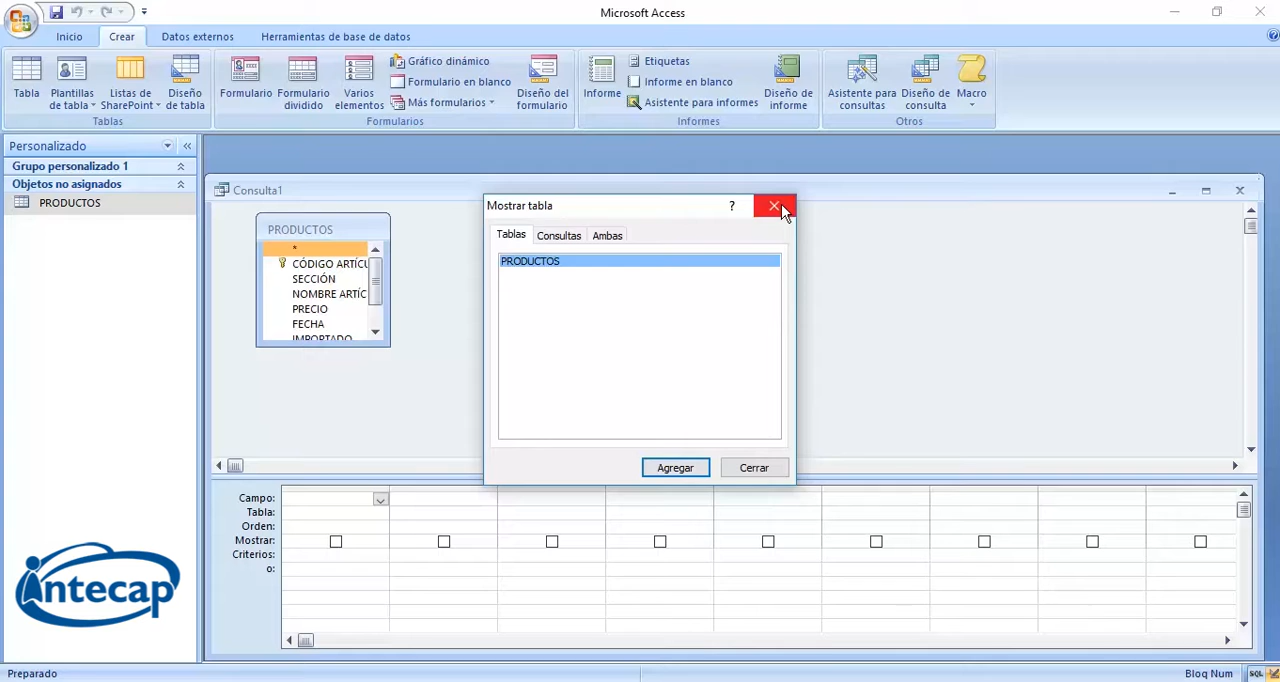 Microsoft Access
Inicio Crear Datos externos Herramientas de base de datos
Tabla
Plantillas de tabla
Listas de SharePoint
Diseño de tabla
Tablas
Formulario
Formulario dividido
Varios elementos
Gráfico dinámico
Formulario en blanco
Más formularios
Diseño del formulario
Formularios
Informe
Etiquetas
Informe en blanco
Asistente para informes
Diseño de informe
Informes
Asistente para consultas
Diseño de consulta
Macro
Otros
Personalizado
Grupo personalizado 1
Objetos no asignados
PRODUCTOS
Consulta1
PRODUCTOS
*
CÓDIGO ARTÍCU
SECCIÓN
NOMBRE ARTÍC
PRECIO
FECHA
IMPORTADO
Mostrar tabla ?
Tablas Consultas Ambas
PRODUCTOS
Agregar Cerrar
Campo:
Tabla:
Orden:
Mostrar:
Criterios:
o:
intecap
Preparado Bloq Num SQL